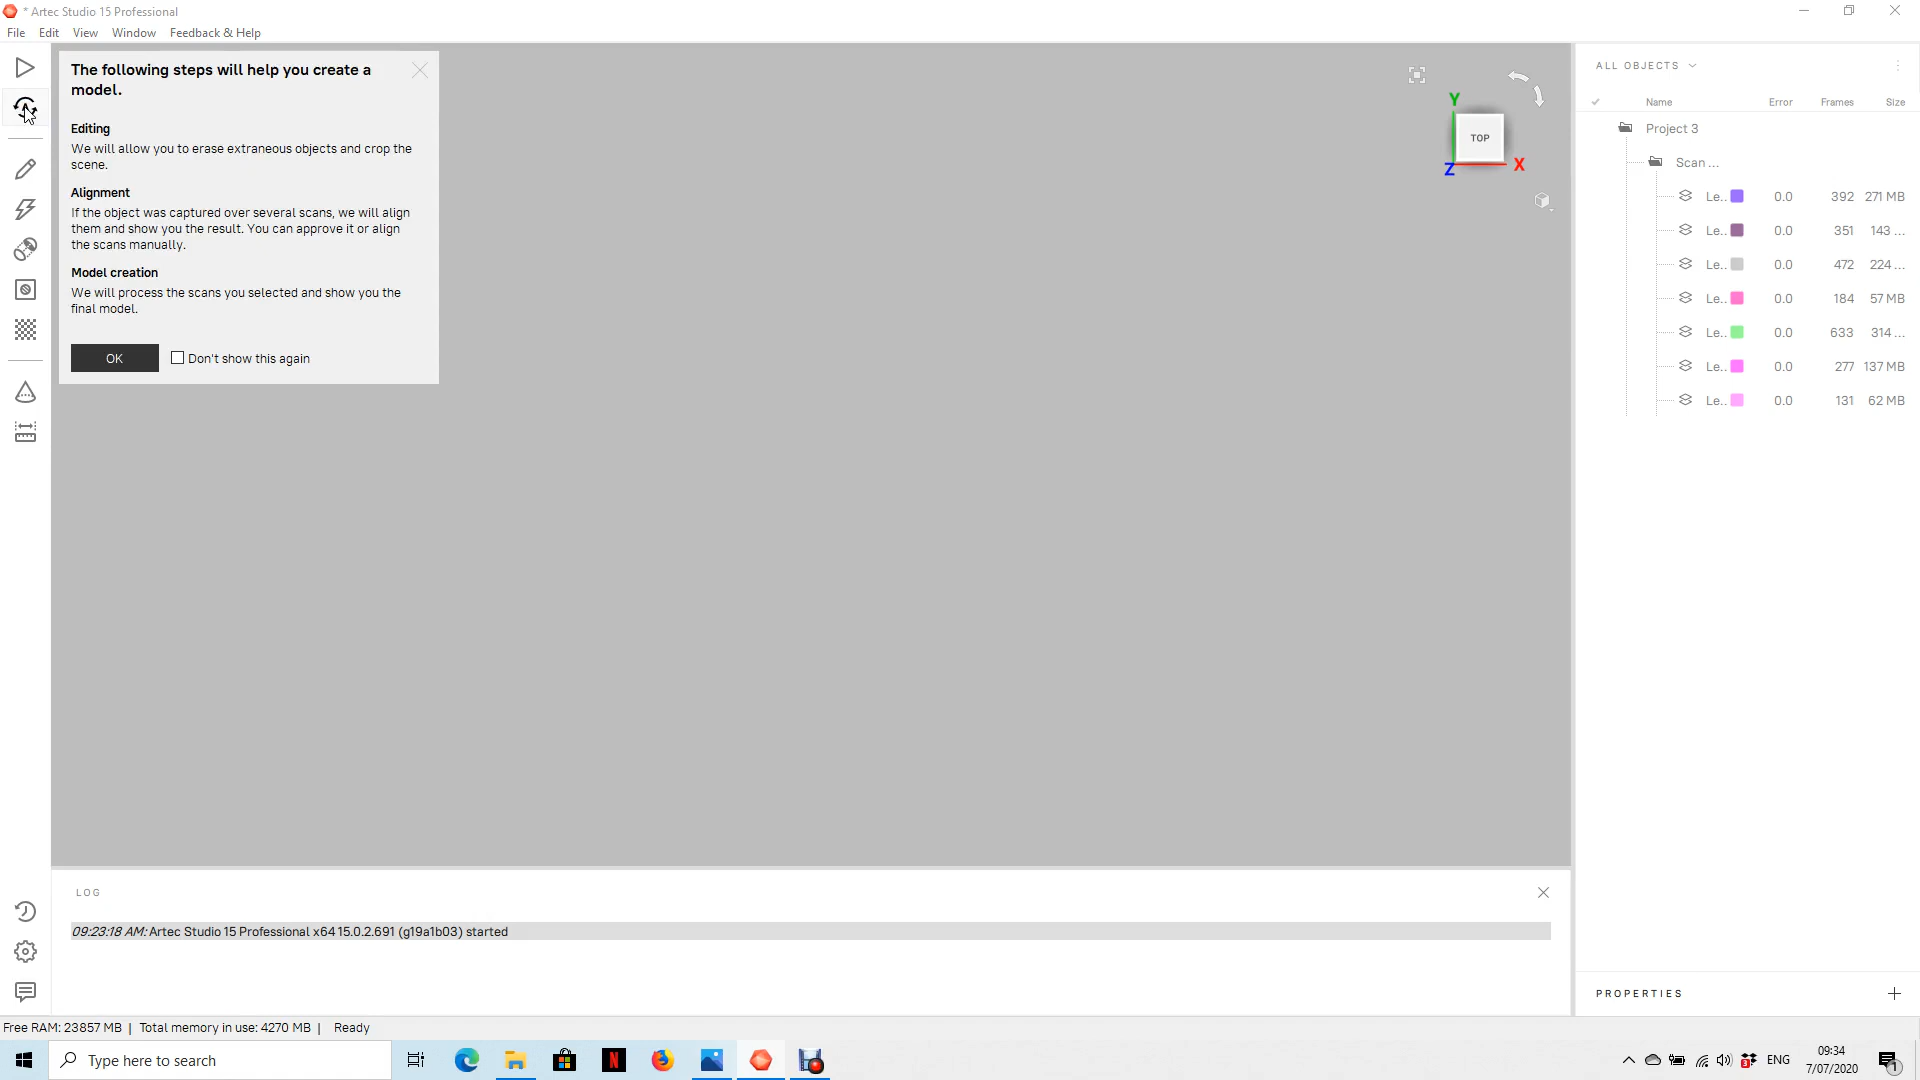 * Artec Studio 15 Professional
File Edit View Window Feedback & Help
The following steps will help you create a
model.
Editing
We will allow you to erase extraneous objects and crop the
scene.
Alignment
If the object was captured over several scans, we will align
them and show you the result. You can approve it or align
the scans manually.
Model creation
We will process the scans you selected and show you the
final model.
OK Don't show this again
Y
TOP
Z X
ALL OBJECTS
Name Error Frames Size
Project 3
Scan ...
Le.. 0.0 392 271 MB
Le.. 0.0 351 143 ...
Le.. 0.0 472 224 ...
Le.. 0.0 184 57 MB
Le.. 0.0 633 314 ...
Le.. 0.0 277 137 MB
Le.. 0.0 131 62 MB
LOG
09:23:18 AM: Artec Studio 15 Professional x64 15.0.2.691 (g19a1b03) started
PROPERTIES
Free RAM: 23857 MB | Total memory in use: 4270 MB | Ready
Type here to search
N
3
ENG
09:34
7/07/2020
1